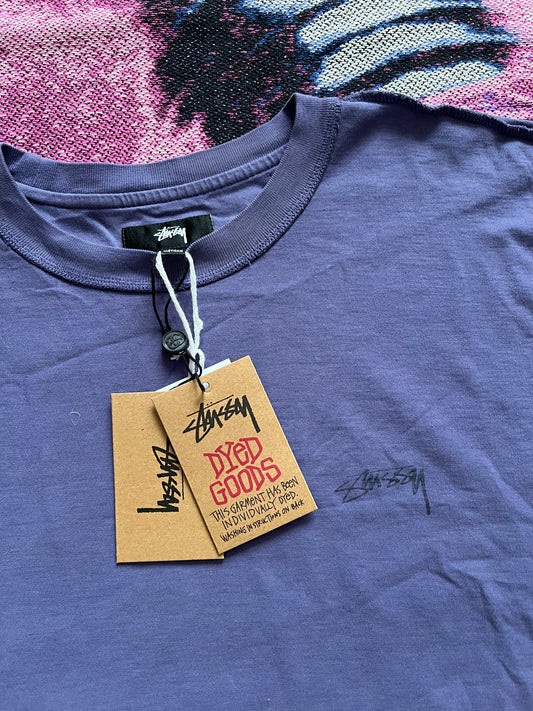 Stüssy
Stüssy
Stüssy
DYED
GOODS
THIS GARMENT HAS BEEN
INDIVIDUALLY DYED.
WASHING INSTRUCTIONS ON BACK
Stüssy